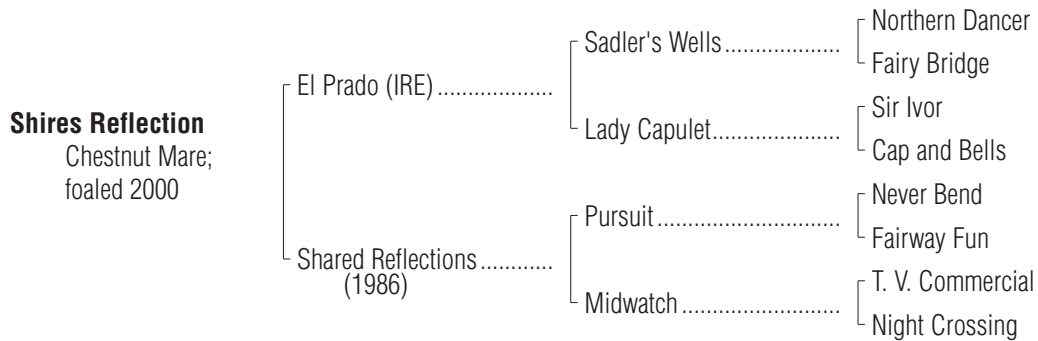 Shires Reflection
Chestnut Mare;
foaled 2000
El Prado (IRE)...................
Shared Reflections............
(1986)
Sadler's Wells....................
Lady Capulet......................
Pursuit................................
Midwatch............................
Northern Dancer
Fairy Bridge
Sir Ivor
Cap and Bells
Never Bend
Fairway Fun
T. V. Commercial
Night Crossing